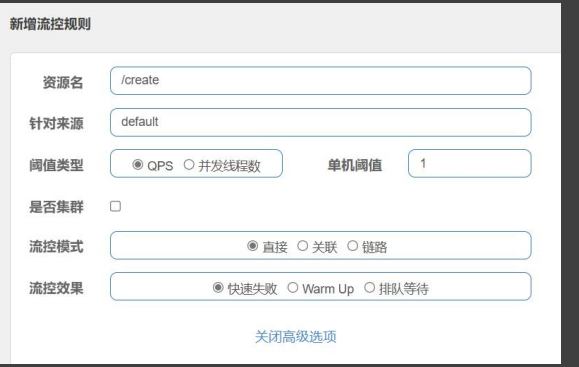 新增流控规则
资源名 /create
针对来源 default
阈值类型 QPS 并发线程数 单机阈值 1
是否集群
流控模式 直接 关联 链路
流控效果 快速失败 Warm Up 排队等待
关闭高级选项